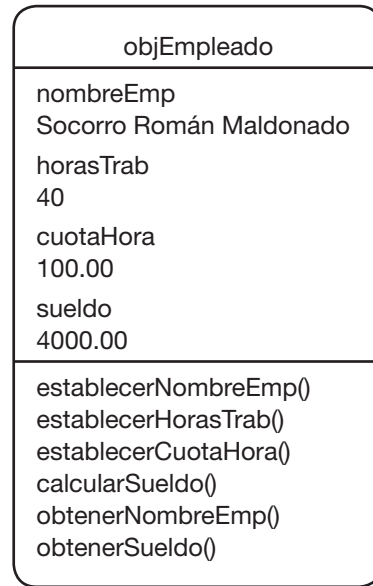 objEmpleado
nombreEmp
Socorro Román Maldonado
horasTrab
40
cuotaHora
100.00
sueldo
4000.00
establecerNombreEmp()
establecerHorasTrab()
establecerCuotaHora()
calcularSueldo()
obtenerNombreEmp()
obtenerSueldo()